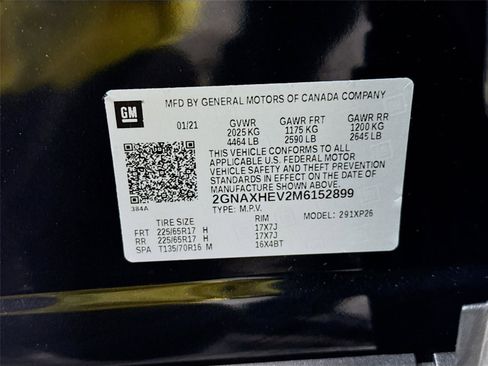 GM
MFD BY GENERAL MOTORS OF CANADA COMPANY
01/21 GVWR GAWR FRT GAWR RR
2025 KG 1175 KG 1200 KG
4464 LB 2590 LB 2645 LB
THIS VEHICLE CONFORMS TO ALL
APPLICABLE U.S. FEDERAL MOTOR
VEHICLE SAFETY AND THEFT PREVENTION
STANDARDS IN EFFECT ON THE DATE OF
MANUFACTURE SHOWN ABOVE.
384A 2GNAXHEV2M6152899
TYPE: M.P.V. MODEL: 291XP26
TIRE SIZE RIM
FRT 225/65R17 H 17X7J
RR 225/65R17 H 17X7J
SPA T135/70R16 M 16X4BT